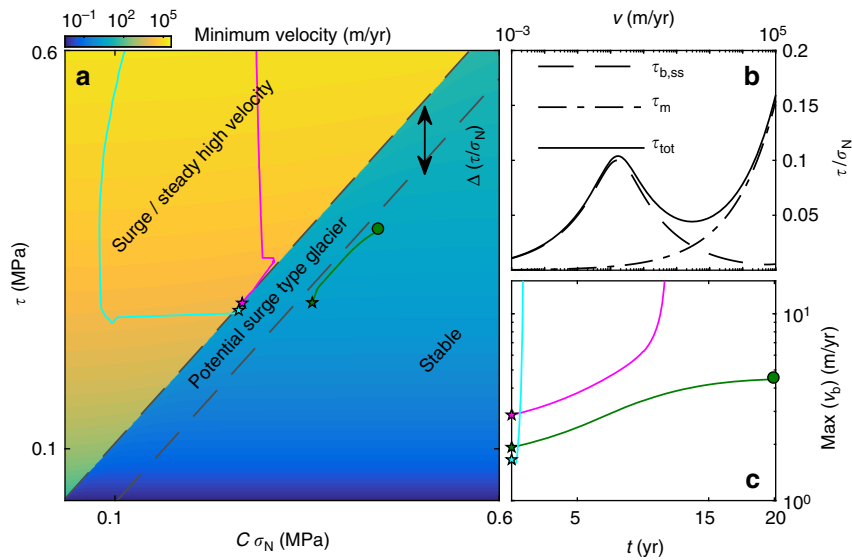 10⁻¹ 10² 10⁵ Minimum velocity (m/yr)
10⁻³ v (m/yr) 10⁵
0.6
a
Surge / steady high velocity
Potential surge type glacier
Stable
Δ (τ/σN)
τ (MPa)
0.1
0.1 0.6
C σN (MPa)
b
τb,ss
τm
τtot
0.2
0.15
0.1
0.05
τ/σN
c
10¹
10⁰
Max (vb) (m/yr)
6 5 15 20
t (yr)